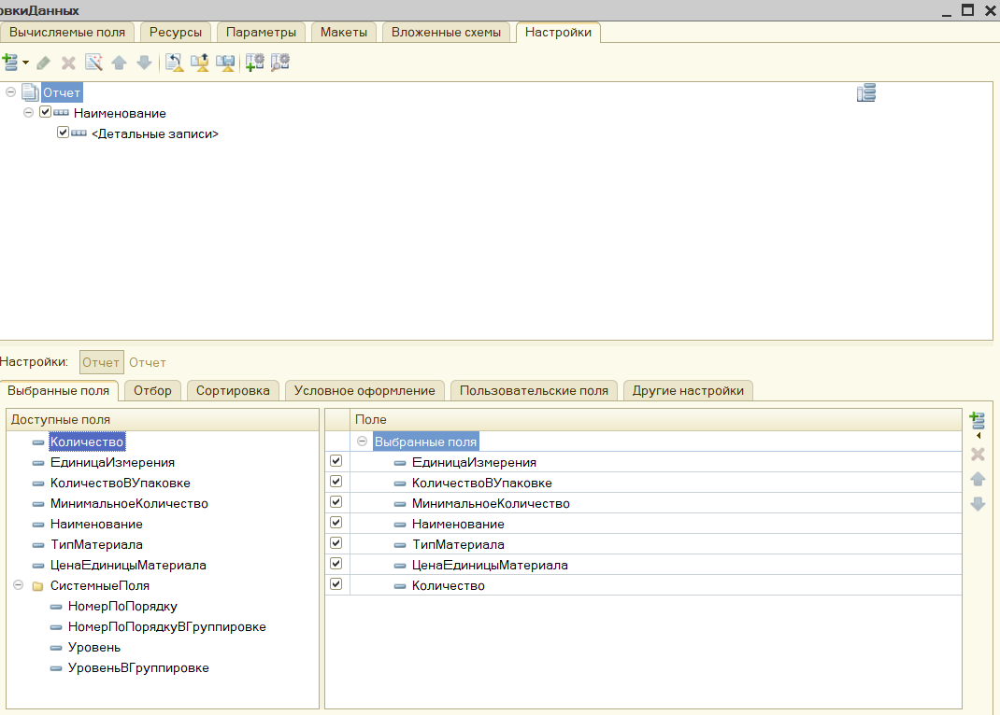 овкиДанных
Вычисляемые поля Ресурсы Параметры Макеты Вложенные схемы Настройки
Отчет
Наименование
<Детальные записи>
Настройки: Отчет Отчет
Выбранные поля Отбор Сортировка Условное оформление Пользовательские поля Другие настройки
Доступные поля Поле
Количество Выбранные поля
ЕдиницаИзмерения ЕдиницаИзмерения
КоличествоВУпаковке КоличествоВУпаковке
МинимальноеКоличество МинимальноеКоличество
Наименование Наименование
ТипМатериала ТипМатериала
ЦенаЕдиницыМатериала ЦенаЕдиницыМатериала
СистемныеПоля Количество
НомерПоПорядку
НомерПоПорядкуВГруппировке
Уровень
УровеньВГруппировке